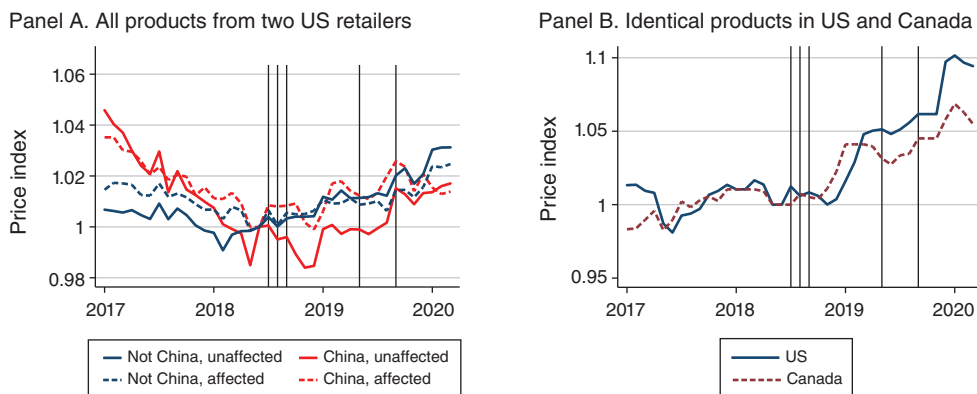 Panel A. All products from two US retailers
Price index
1.06
1.04
1.02
1.00
0.98
2017
2018
2019
2020
Not China, unaffected
China, unaffected
Not China, affected
China, affected
Panel B. Identical products in US and Canada
Price index
1.1
1.05
1
0.95
2017
2018
2019
2020
US
Canada